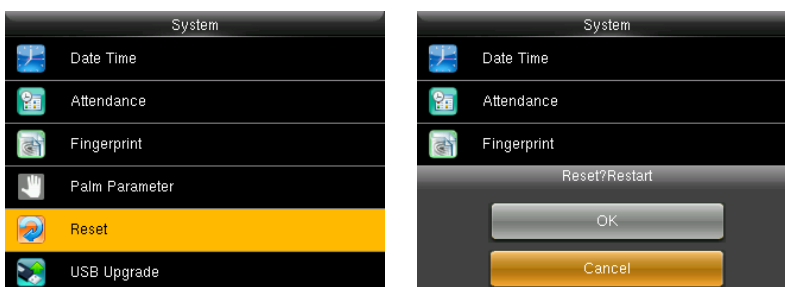 System
Date Time
Attendance
Fingerprint
Palm Parameter
Reset
USB Upgrade
System
Date Time
Attendance
Fingerprint
Reset?Restart
OK
Cancel